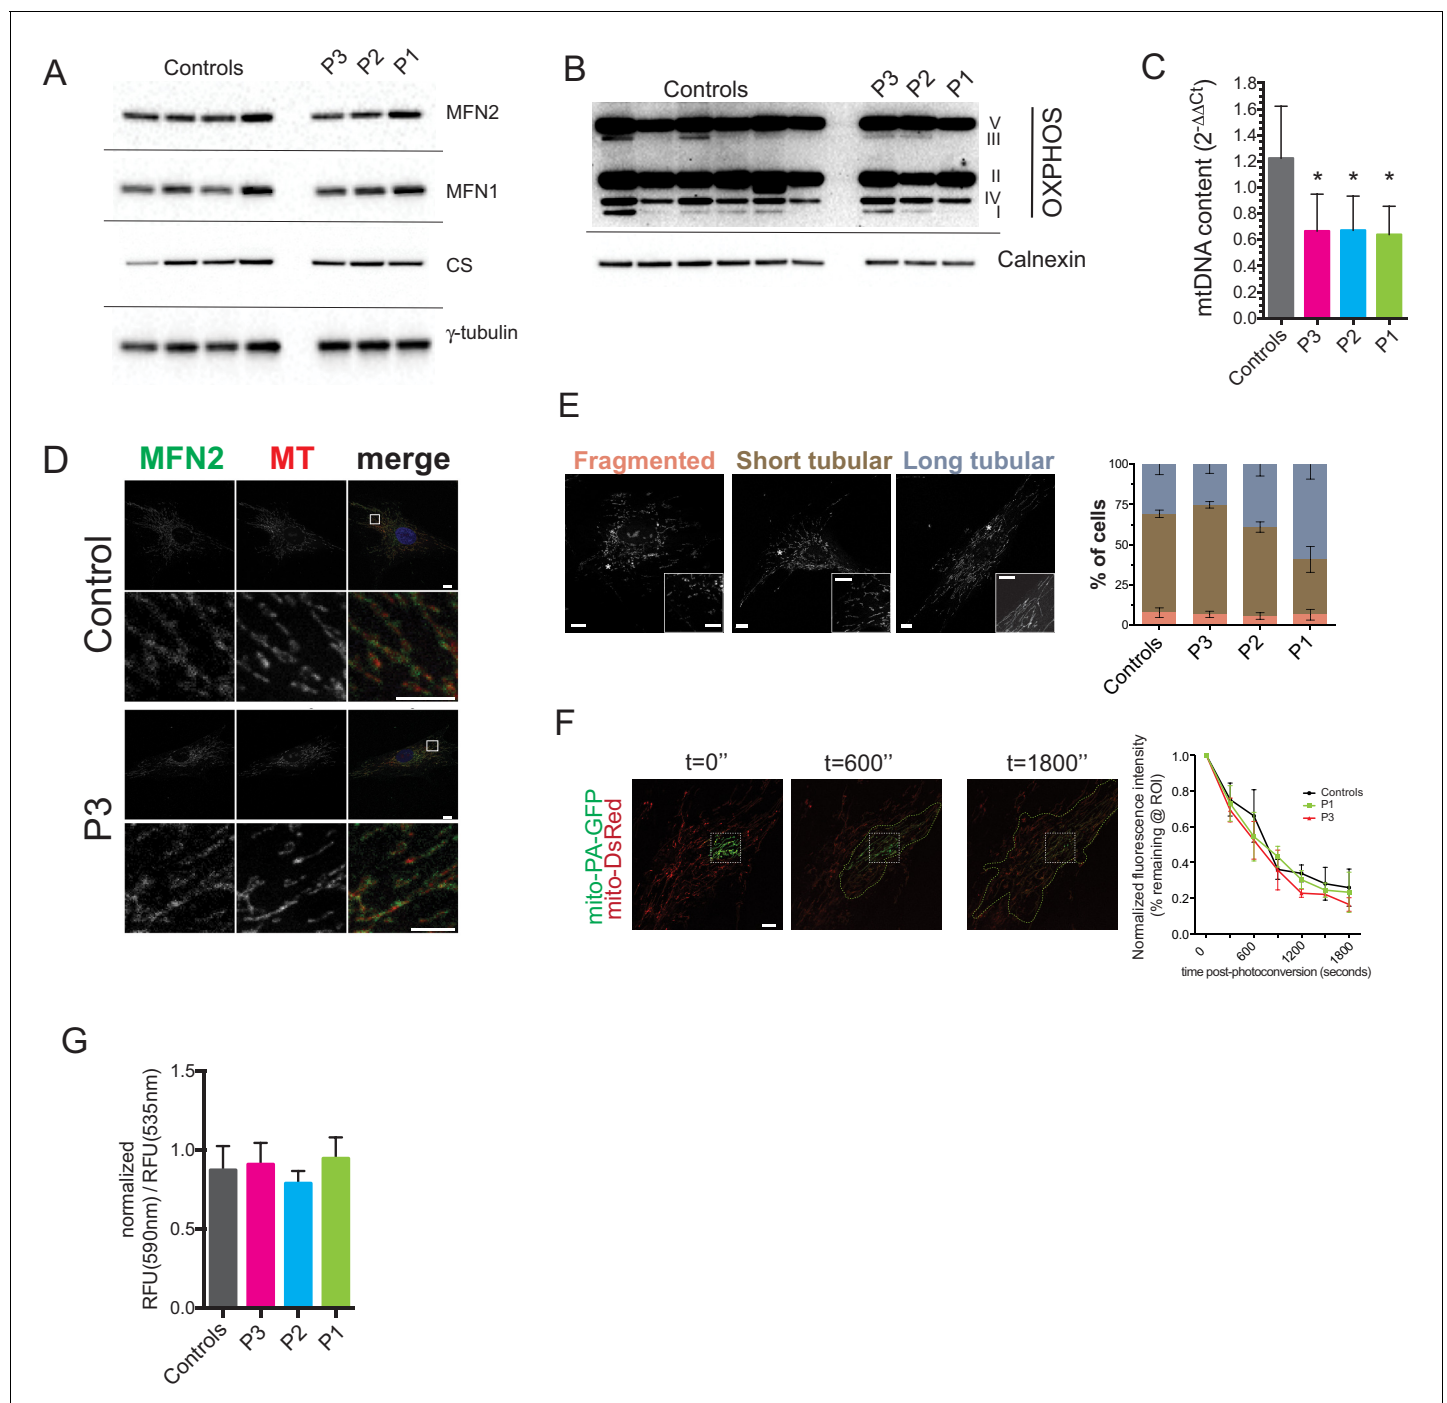 A
Controls
P3
P2
P1
MFN2
MFN1
CS
γ-tubulin
B
Controls
P3
P2
P1
V
III
II
IV
I
OXPHOS
Calnexin
C
mtDNA content (2-ΔΔCt)
1.8
1.6
1.4
1.2
1.0
0.8
0.6
0.4
0.2
0.0
* * *
Controls
P3
P2
P1
D
MFN2 MT merge
Control
P3
E
Fragmented Short tubular Long tubular
% of cells
100
75
50
25
0
Controls
P3
P2
P1
F
t=0’’ t=600’’ t=1800’’
mito-PA-GFP
mito-DsRed
Normalized fluorescence intensity
(% remaining @ ROI)
1.0
0.8
0.6
0.4
0.2
0.0
Controls
P1
P3
0 600 1200 1800
time post-photoconversion (seconds)
G
normalized
RFU(590nm) / RFU(535nm)
1.5
1.0
0.5
0.0
Controls
P3
P2
P1